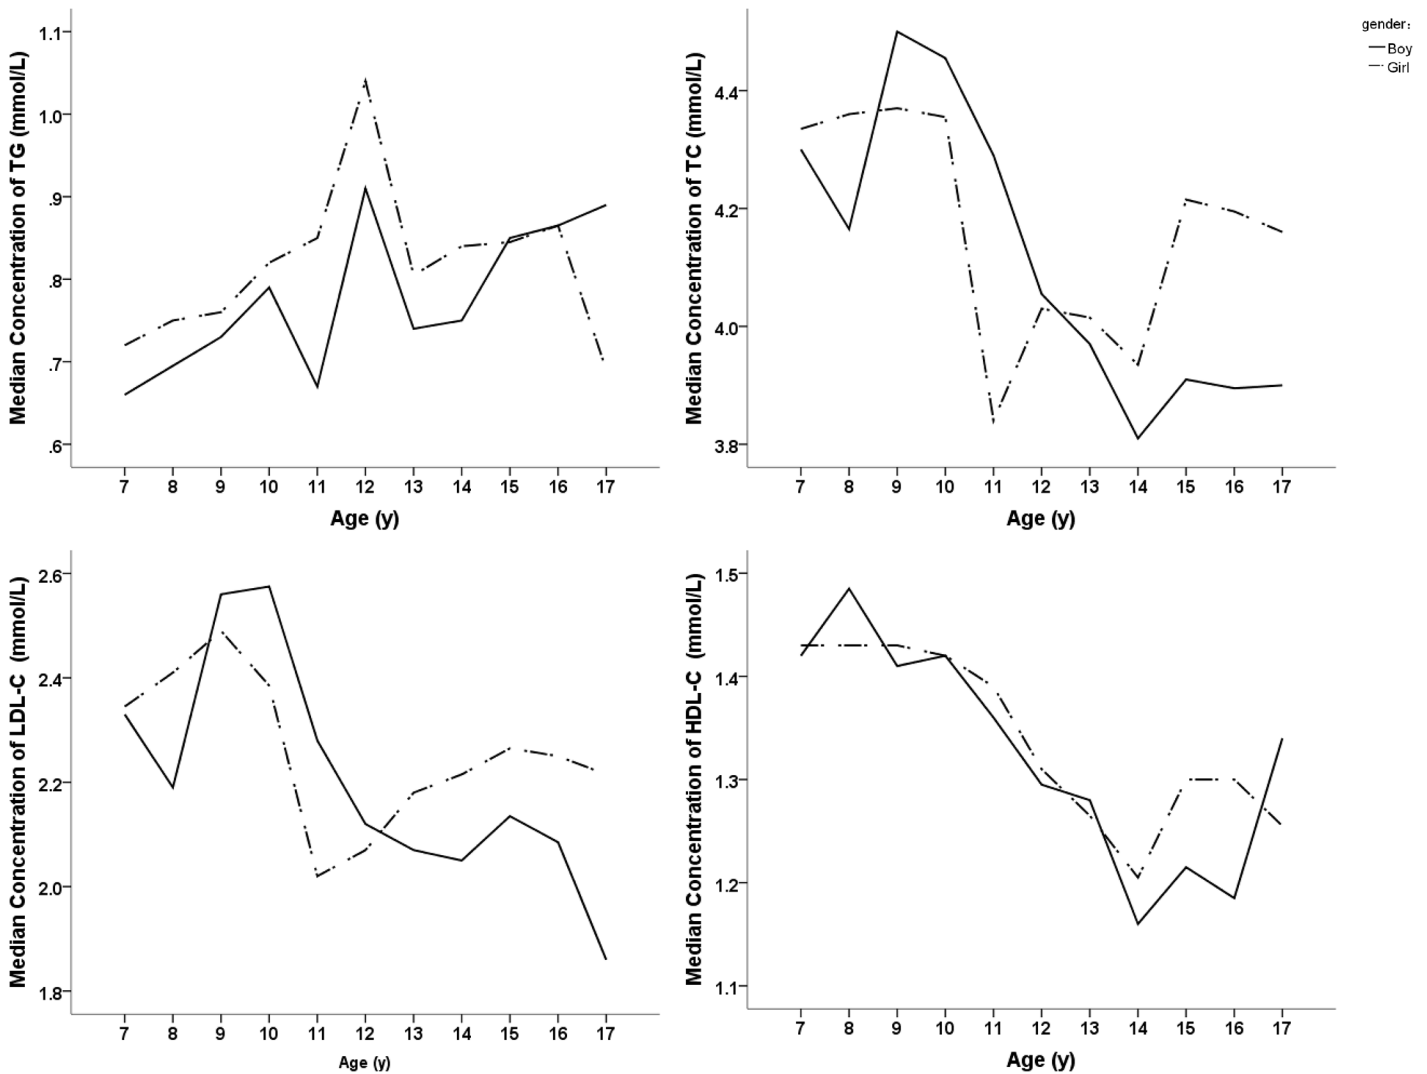 Median Concentration of TG (mmol/L)
1.1
1.0
.9
.8
.7
.6
7 8 9 10 11 12 13 14 15 16 17
Age (y)
Median Concentration of TC (mmol/L)
4.4
4.2
4.0
3.8
7 8 9 10 11 12 13 14 15 16 17
Age (y)
gender:
Boy
Girl
Median Concentration of LDL-C (mmol/L)
2.6
2.4
2.2
2.0
1.8
7 8 9 10 11 12 13 14 15 16 17
Age (y)
Median Concentration of HDL-C (mmol/L)
1.5
1.4
1.3
1.2
1.1
7 8 9 10 11 12 13 14 15 16 17
Age (y)